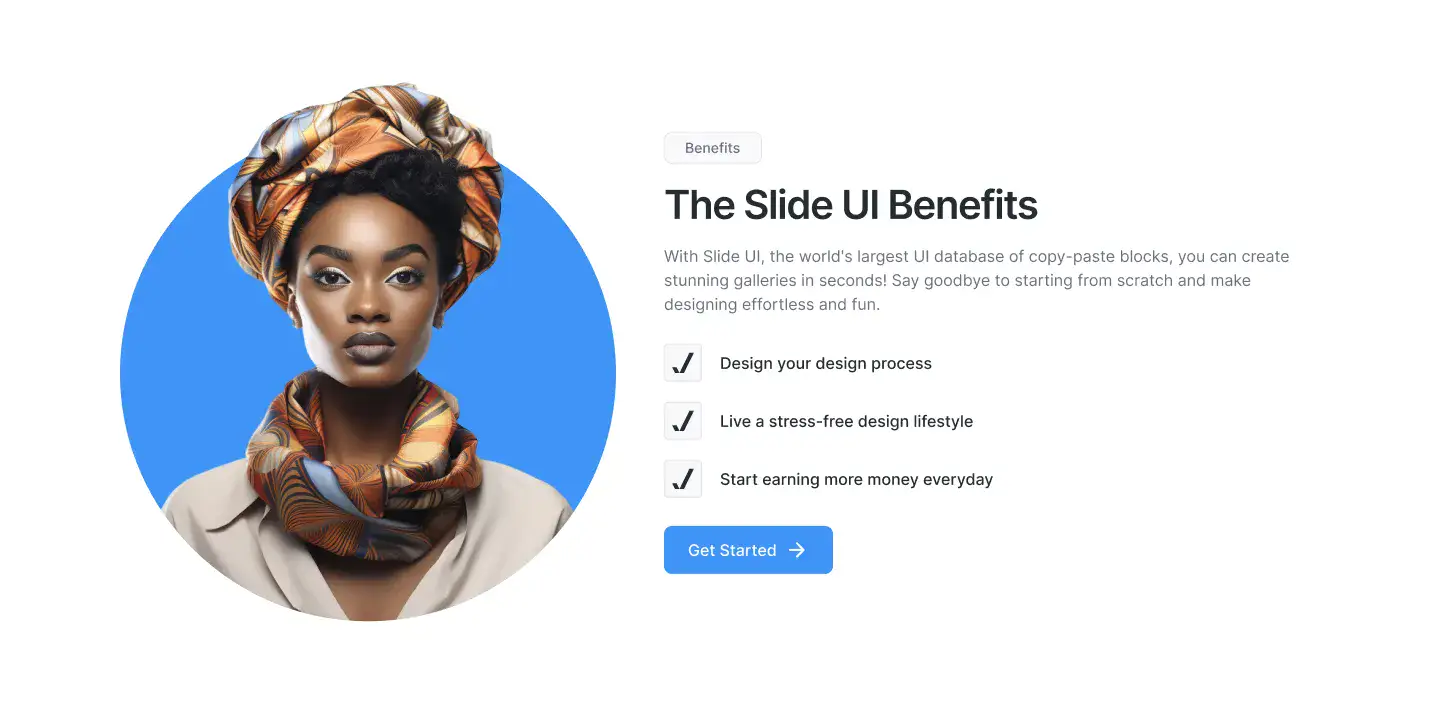 Benefits
The Slide UI Benefits
With Slide UI, the world's largest UI database of copy-paste blocks, you can create
stunning galleries in seconds! Say goodbye to starting from scratch and make
designing effortless and fun.
Design your design process
Live a stress-free design lifestyle
Start earning more money everyday
Get Started